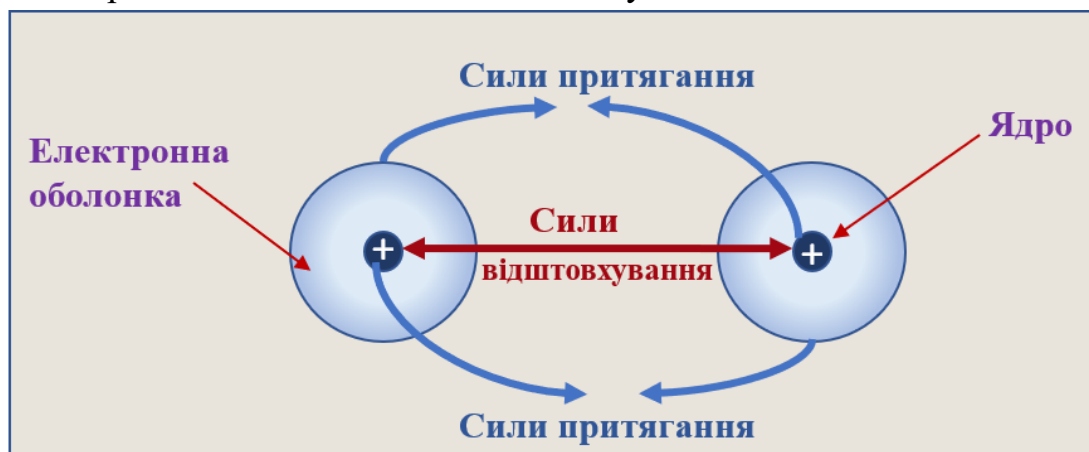 Сили притягання
Ядро
Електронна
оболонка
Сили
відштовхування
+
+
Сили притягання